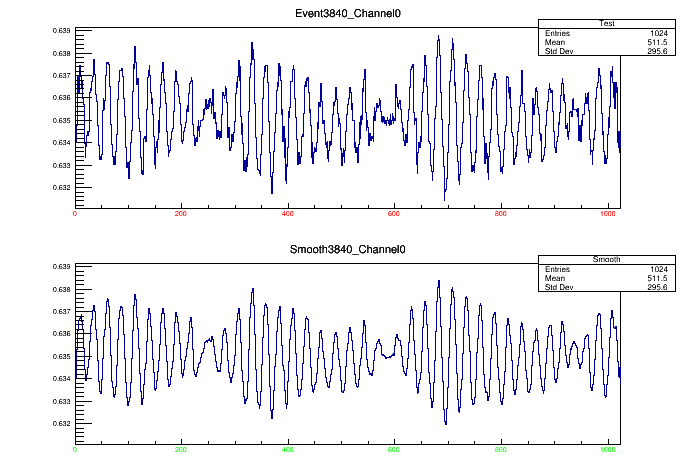 Event3840_Channel0
Test
Entries 1024
Mean 511.5
Std Dev 295.6
0.639
0.638
0.637
0.636
0.635
0.634
0.633
0.632
0 200 400 600 800 1000
Smooth3840_Channel0
Smooth
Entries 1024
Mean 511.5
Std Dev 295.6
0.639
0.638
0.637
0.636
0.635
0.634
0.633
0.632
0 200 400 600 800 1000